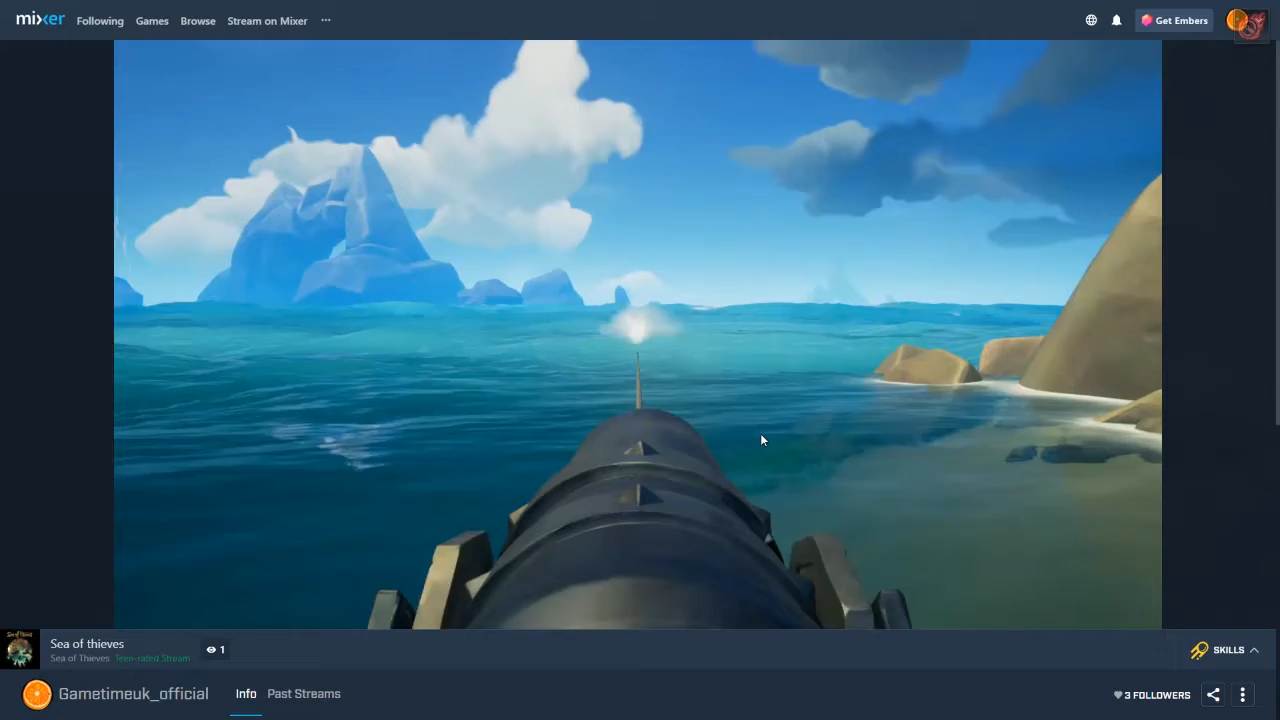 mixer Following Games Browse Stream on Mixer ··· Get Embers
Sea of thieves 1
Sea of Thieves Teen-rated Stream
SKILLS
Gametimeuk_official Info Past Streams 3 FOLLOWERS